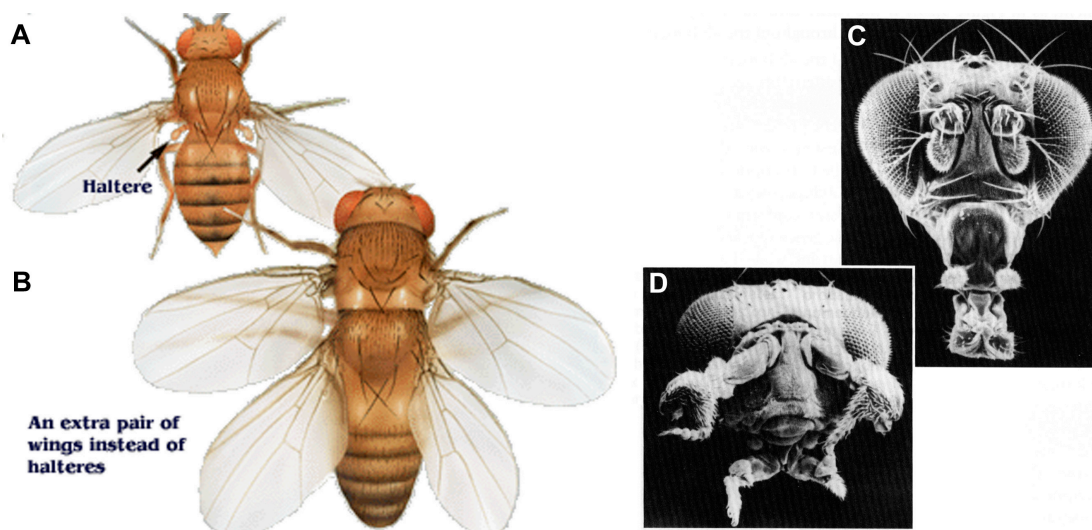 A
Haltere
B
An extra pair of
wings instead of
halteres
C
D